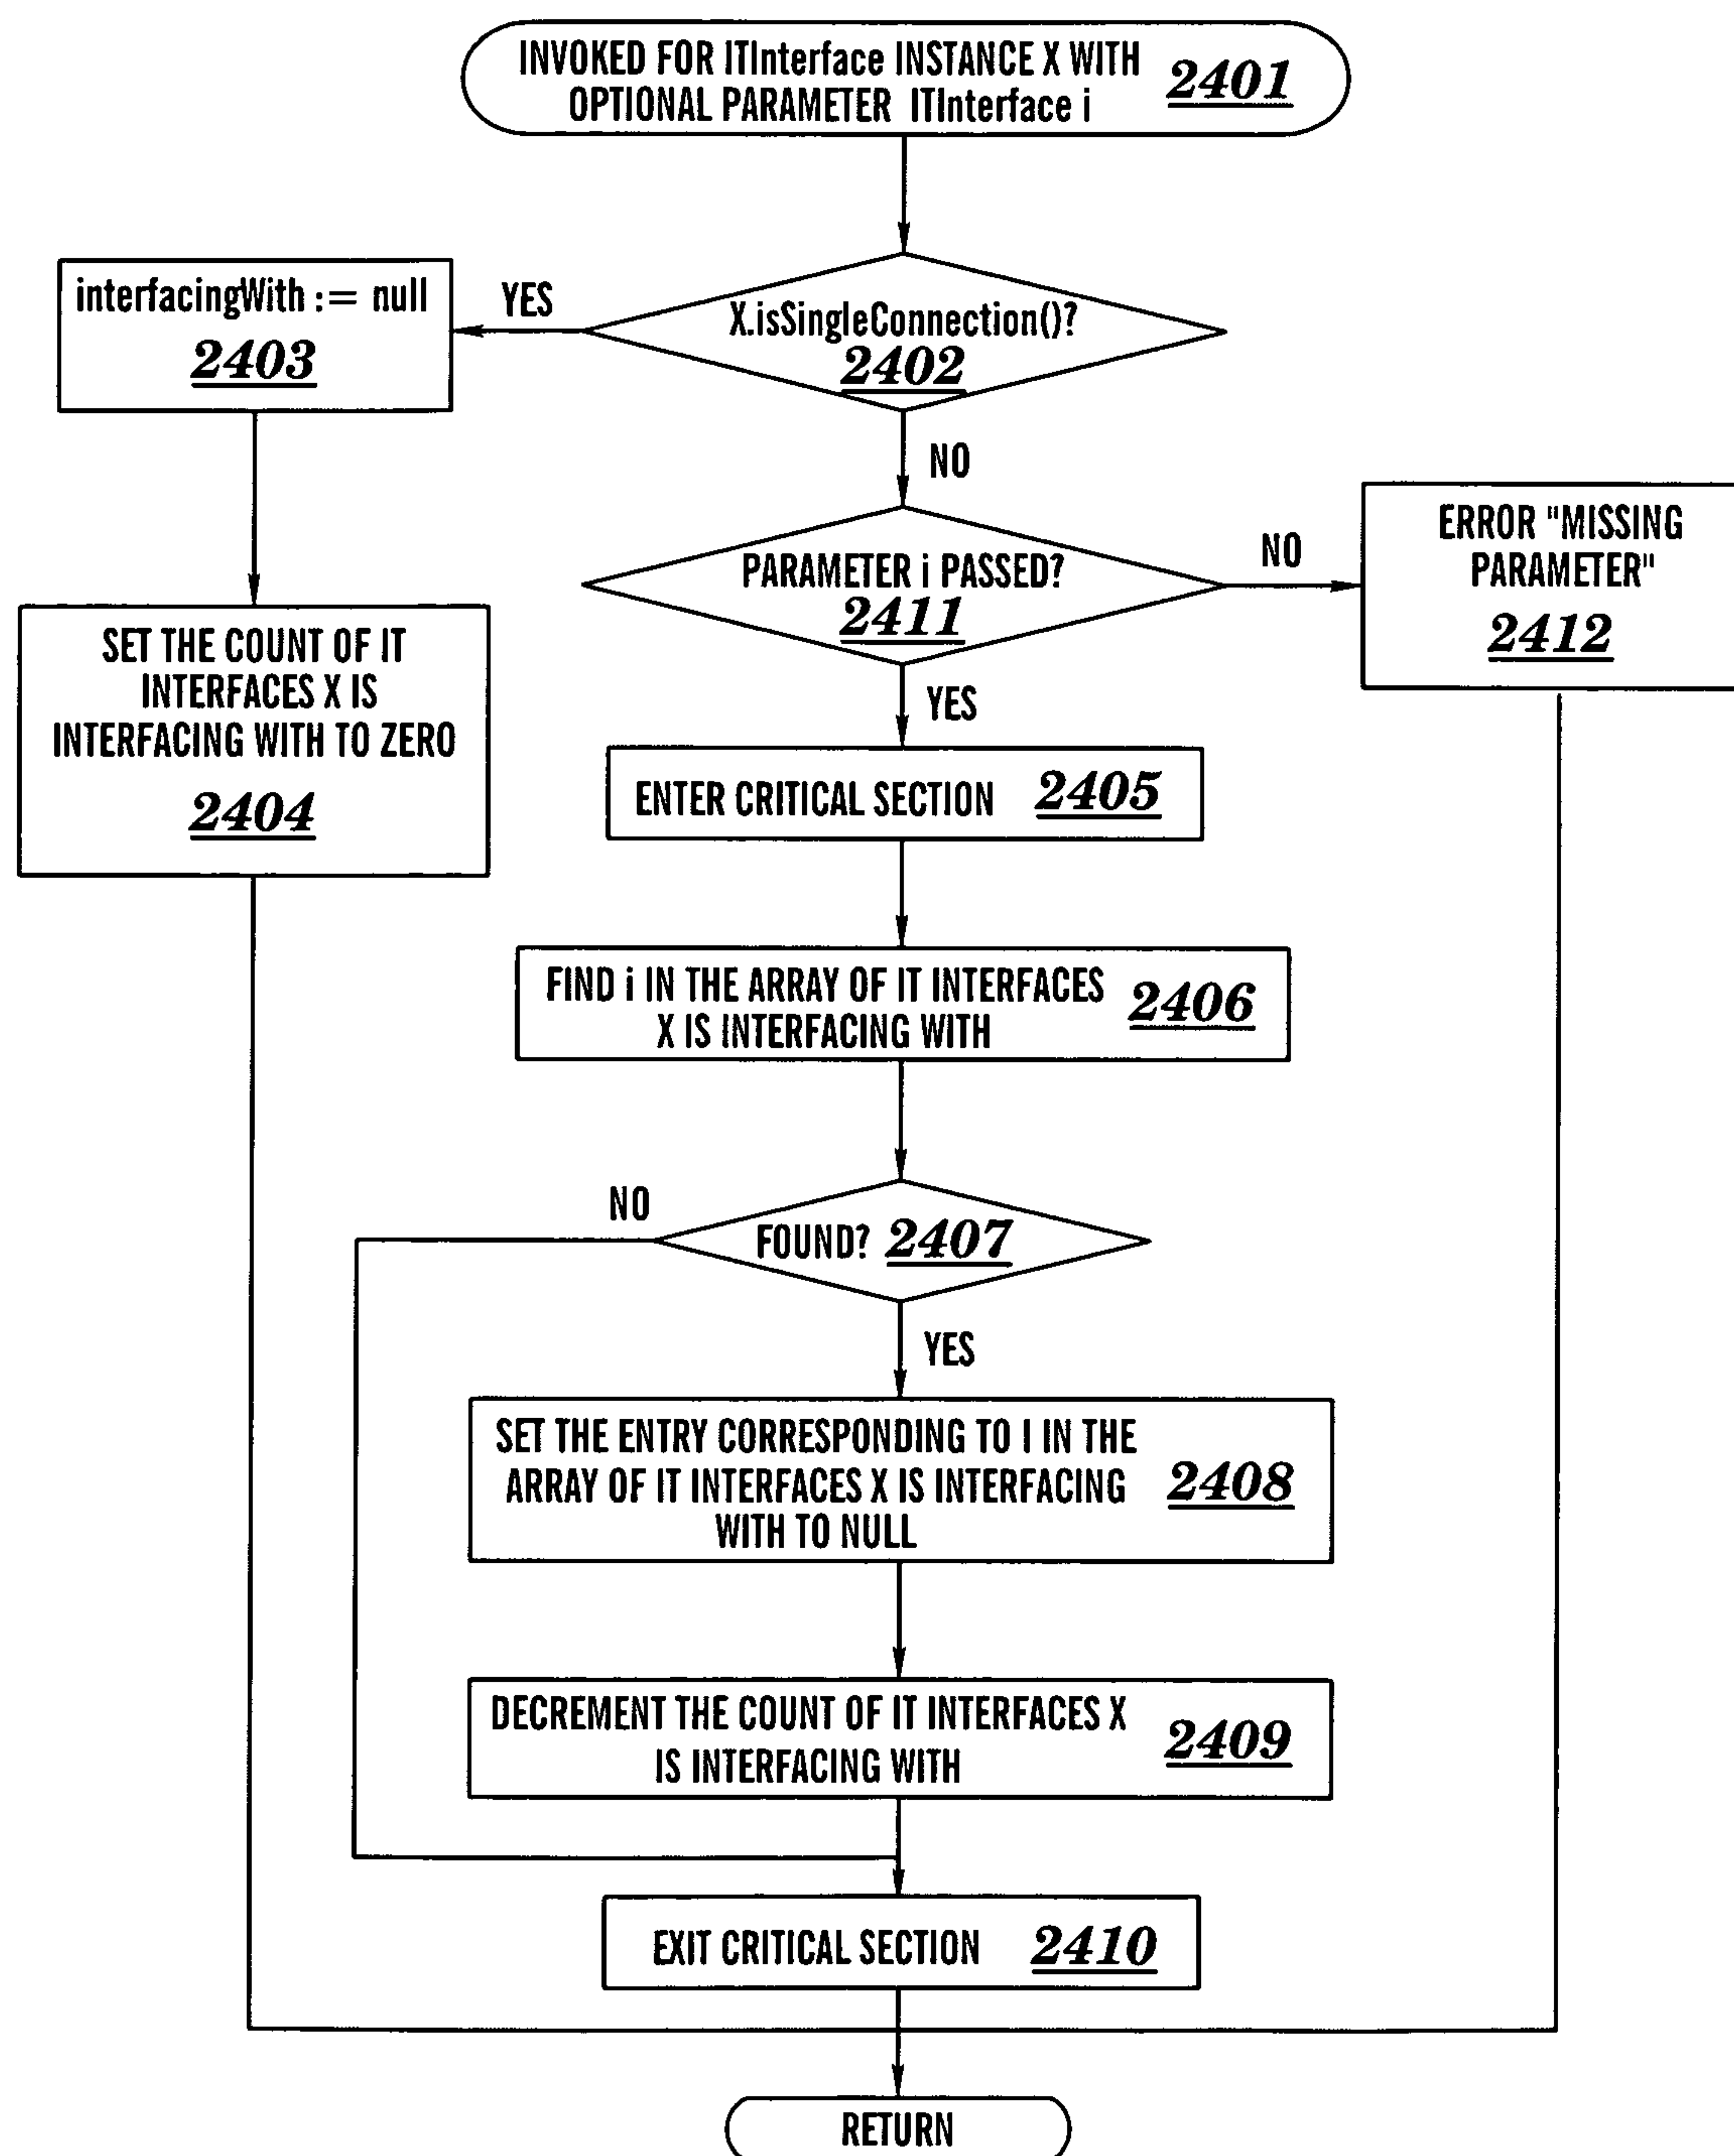 INVOKED FOR ITInterface INSTANCE X WITH
OPTIONAL PARAMETER ITInterface i
2401
X.isSingleConnection()?
2402
YES
interfacingWith := null
2403
SET THE COUNT OF IT
INTERFACES X IS
INTERFACING WITH TO ZERO
2404
NO
PARAMETER i PASSED?
2411
NO
ERROR "MISSING
PARAMETER"
2412
YES
ENTER CRITICAL SECTION 2405
FIND i IN THE ARRAY OF IT INTERFACES
X IS INTERFACING WITH
2406
FOUND? 2407
NO
YES
SET THE ENTRY CORRESPONDING TO I IN THE
ARRAY OF IT INTERFACES X IS INTERFACING
WITH TO NULL
2408
DECREMENT THE COUNT OF IT INTERFACES X
IS INTERFACING WITH
2409
EXIT CRITICAL SECTION 2410
RETURN